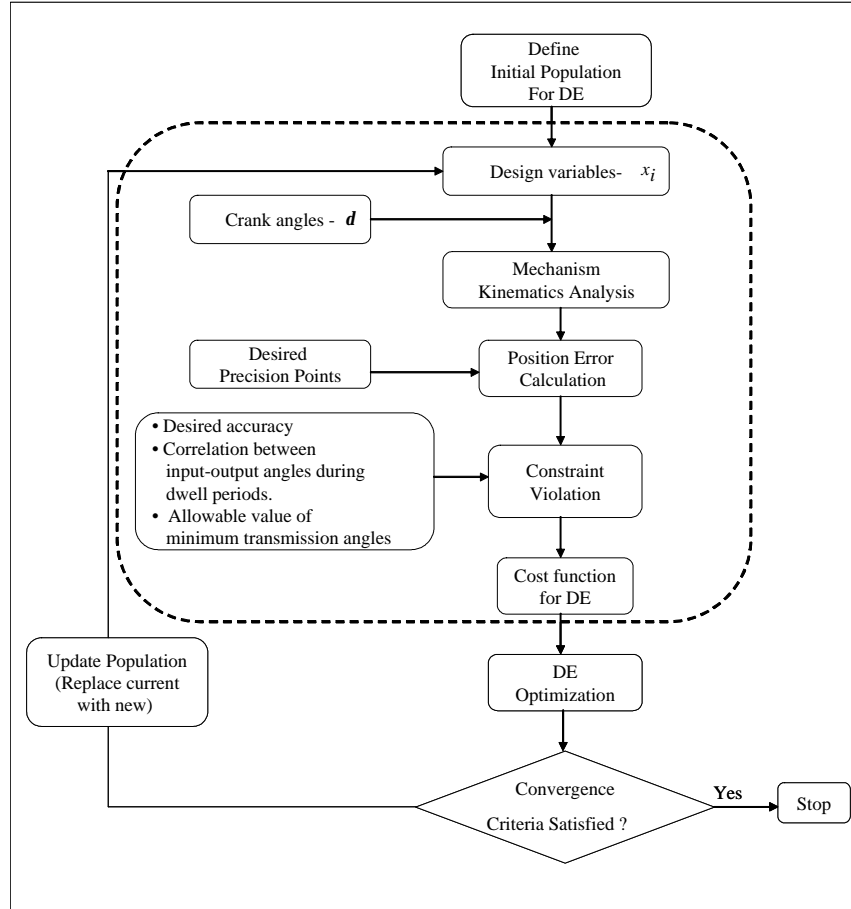 Define
Initial Population
For DE
Design variables- xi
Crank angles - d
Mechanism
Kinematics Analysis
Desired
Precision Points
Position Error
Calculation
• Desired accuracy
• Correlation between
input-output angles during
dwell periods.
• Allowable value of
minimum transmission angles
Constraint
Violation
Cost function
for DE
Update Population
(Replace current
with new)
DE
Optimization
Convergence
Criteria Satisfied ?
Yes
Stop